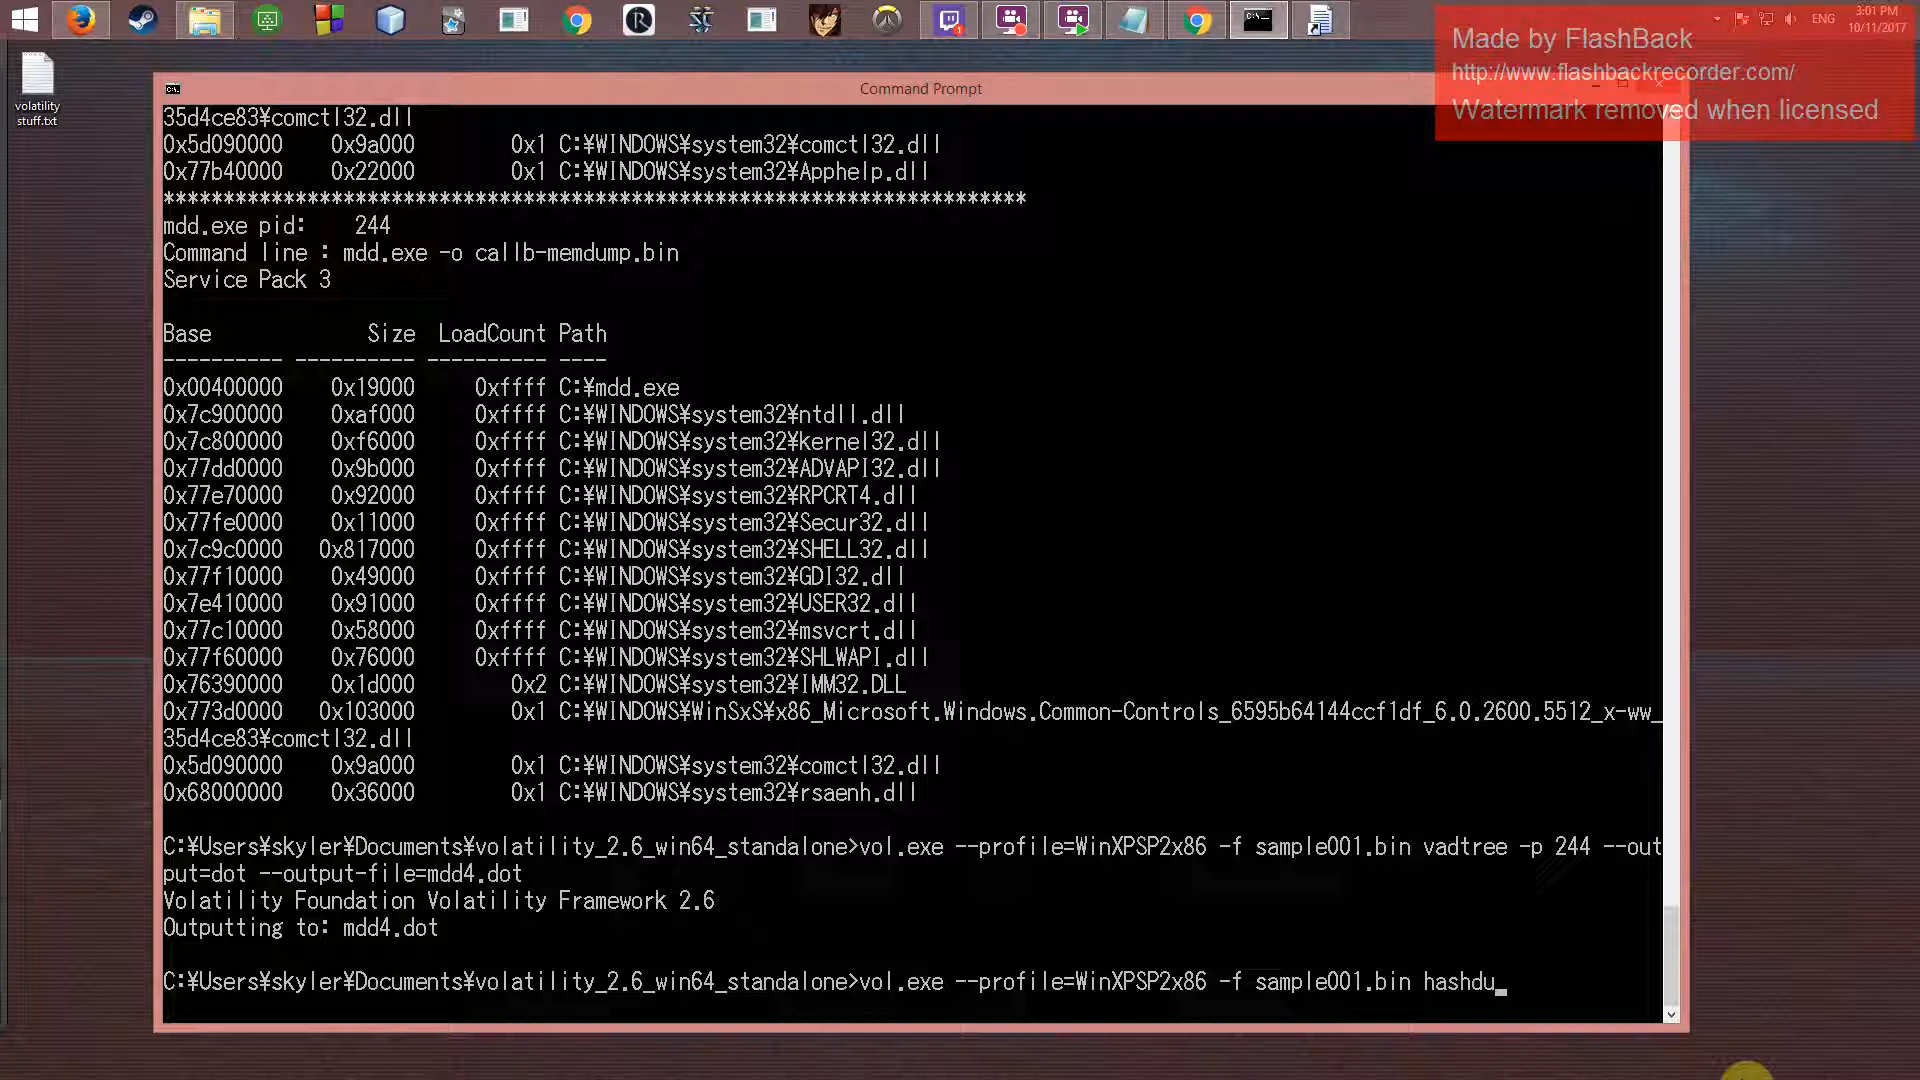 3:01 PM
ENG
10/11/2017
Made by FlashBack
http://www.flashbackrecorder.com/
Watermark removed when licensed
volatility
stuff.txt
Command Prompt
35d4ce83¥comctl32.dll
0x5d090000 0x9a000 0x1 C:¥WINDOWS¥system32¥comctl32.dll
0x77b40000 0x22000 0x1 C:¥WINDOWS¥system32¥Apphelp.dll
************************************************************************
mdd.exe pid: 244
Command line : mdd.exe -o callb-memdump.bin
Service Pack 3
Base Size LoadCount Path
---------- ---------- ---------- ----
0x00400000 0x19000 0xffff C:¥mdd.exe
0x7c900000 0xaf000 0xffff C:¥WINDOWS¥system32¥ntdll.dll
0x7c800000 0xf6000 0xffff C:¥WINDOWS¥system32¥kernel32.dll
0x77dd0000 0x9b000 0xffff C:¥WINDOWS¥system32¥ADVAPI32.dll
0x77e70000 0x92000 0xffff C:¥WINDOWS¥system32¥RPCRT4.dll
0x77fe0000 0x11000 0xffff C:¥WINDOWS¥system32¥Secur32.dll
0x7c9c0000 0x817000 0xffff C:¥WINDOWS¥system32¥SHELL32.dll
0x77f10000 0x49000 0xffff C:¥WINDOWS¥system32¥GDI32.dll
0x7e410000 0x91000 0xffff C:¥WINDOWS¥system32¥USER32.dll
0x77c10000 0x58000 0xffff C:¥WINDOWS¥system32¥msvcrt.dll
0x77f60000 0x76000 0xffff C:¥WINDOWS¥system32¥SHLWAPI.dll
0x76390000 0x1d000 0x2 C:¥WINDOWS¥system32¥IMM32.DLL
0x773d0000 0x103000 0x1 C:¥WINDOWS¥WinSxS¥x86_Microsoft.Windows.Common-Controls_6595b64144ccf1df_6.0.2600.5512_x-ww_
35d4ce83¥comctl32.dll
0x5d090000 0x9a000 0x1 C:¥WINDOWS¥system32¥comctl32.dll
0x68000000 0x36000 0x1 C:¥WINDOWS¥system32¥rsaenh.dll
C:¥Users¥skyler¥Documents¥volatility_2.6_win64_standalone>vol.exe --profile=WinXPSP2x86 -f sample001.bin vadtree -p 244 --out
put=dot --output-file=mdd4.dot
Volatility Foundation Volatility Framework 2.6
Outputting to: mdd4.dot
C:¥Users¥skyler¥Documents¥volatility_2.6_win64_standalone>vol.exe --profile=WinXPSP2x86 -f sample001.bin hashdu_